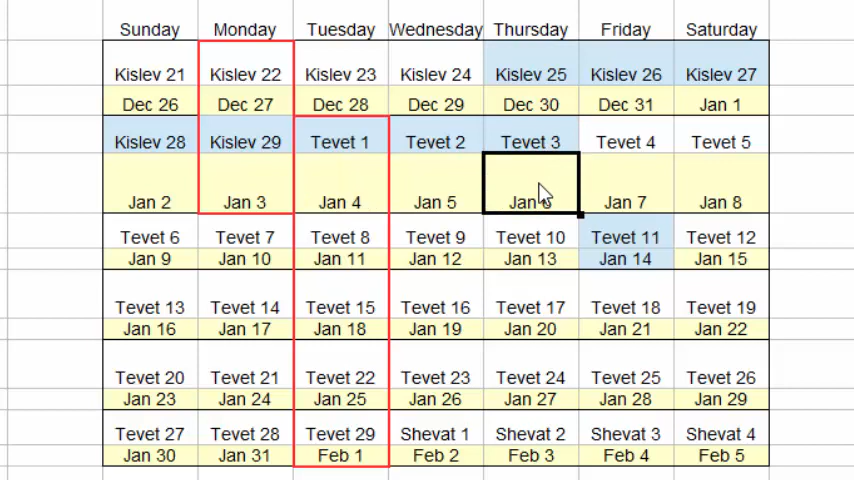 Sunday Monday Tuesday Wednesday Thursday Friday Saturday
Kislev 21 Kislev 22 Kislev 23 Kislev 24 Kislev 25 Kislev 26 Kislev 27
Dec 26 Dec 27 Dec 28 Dec 29 Dec 30 Dec 31 Jan 1
Kislev 28 Kislev 29 Tevet 1 Tevet 2 Tevet 3 Tevet 4 Tevet 5
Jan 2 Jan 3 Jan 4 Jan 5 Jan 6 Jan 7 Jan 8
Tevet 6 Tevet 7 Tevet 8 Tevet 9 Tevet 10 Tevet 11 Tevet 12
Jan 9 Jan 10 Jan 11 Jan 12 Jan 13 Jan 14 Jan 15
Tevet 13 Tevet 14 Tevet 15 Tevet 16 Tevet 17 Tevet 18 Tevet 19
Jan 16 Jan 17 Jan 18 Jan 19 Jan 20 Jan 21 Jan 22
Tevet 20 Tevet 21 Tevet 22 Tevet 23 Tevet 24 Tevet 25 Tevet 26
Jan 23 Jan 24 Jan 25 Jan 26 Jan 27 Jan 28 Jan 29
Tevet 27 Tevet 28 Tevet 29 Shevat 1 Shevat 2 Shevat 3 Shevat 4
Jan 30 Jan 31 Feb 1 Feb 2 Feb 3 Feb 4 Feb 5